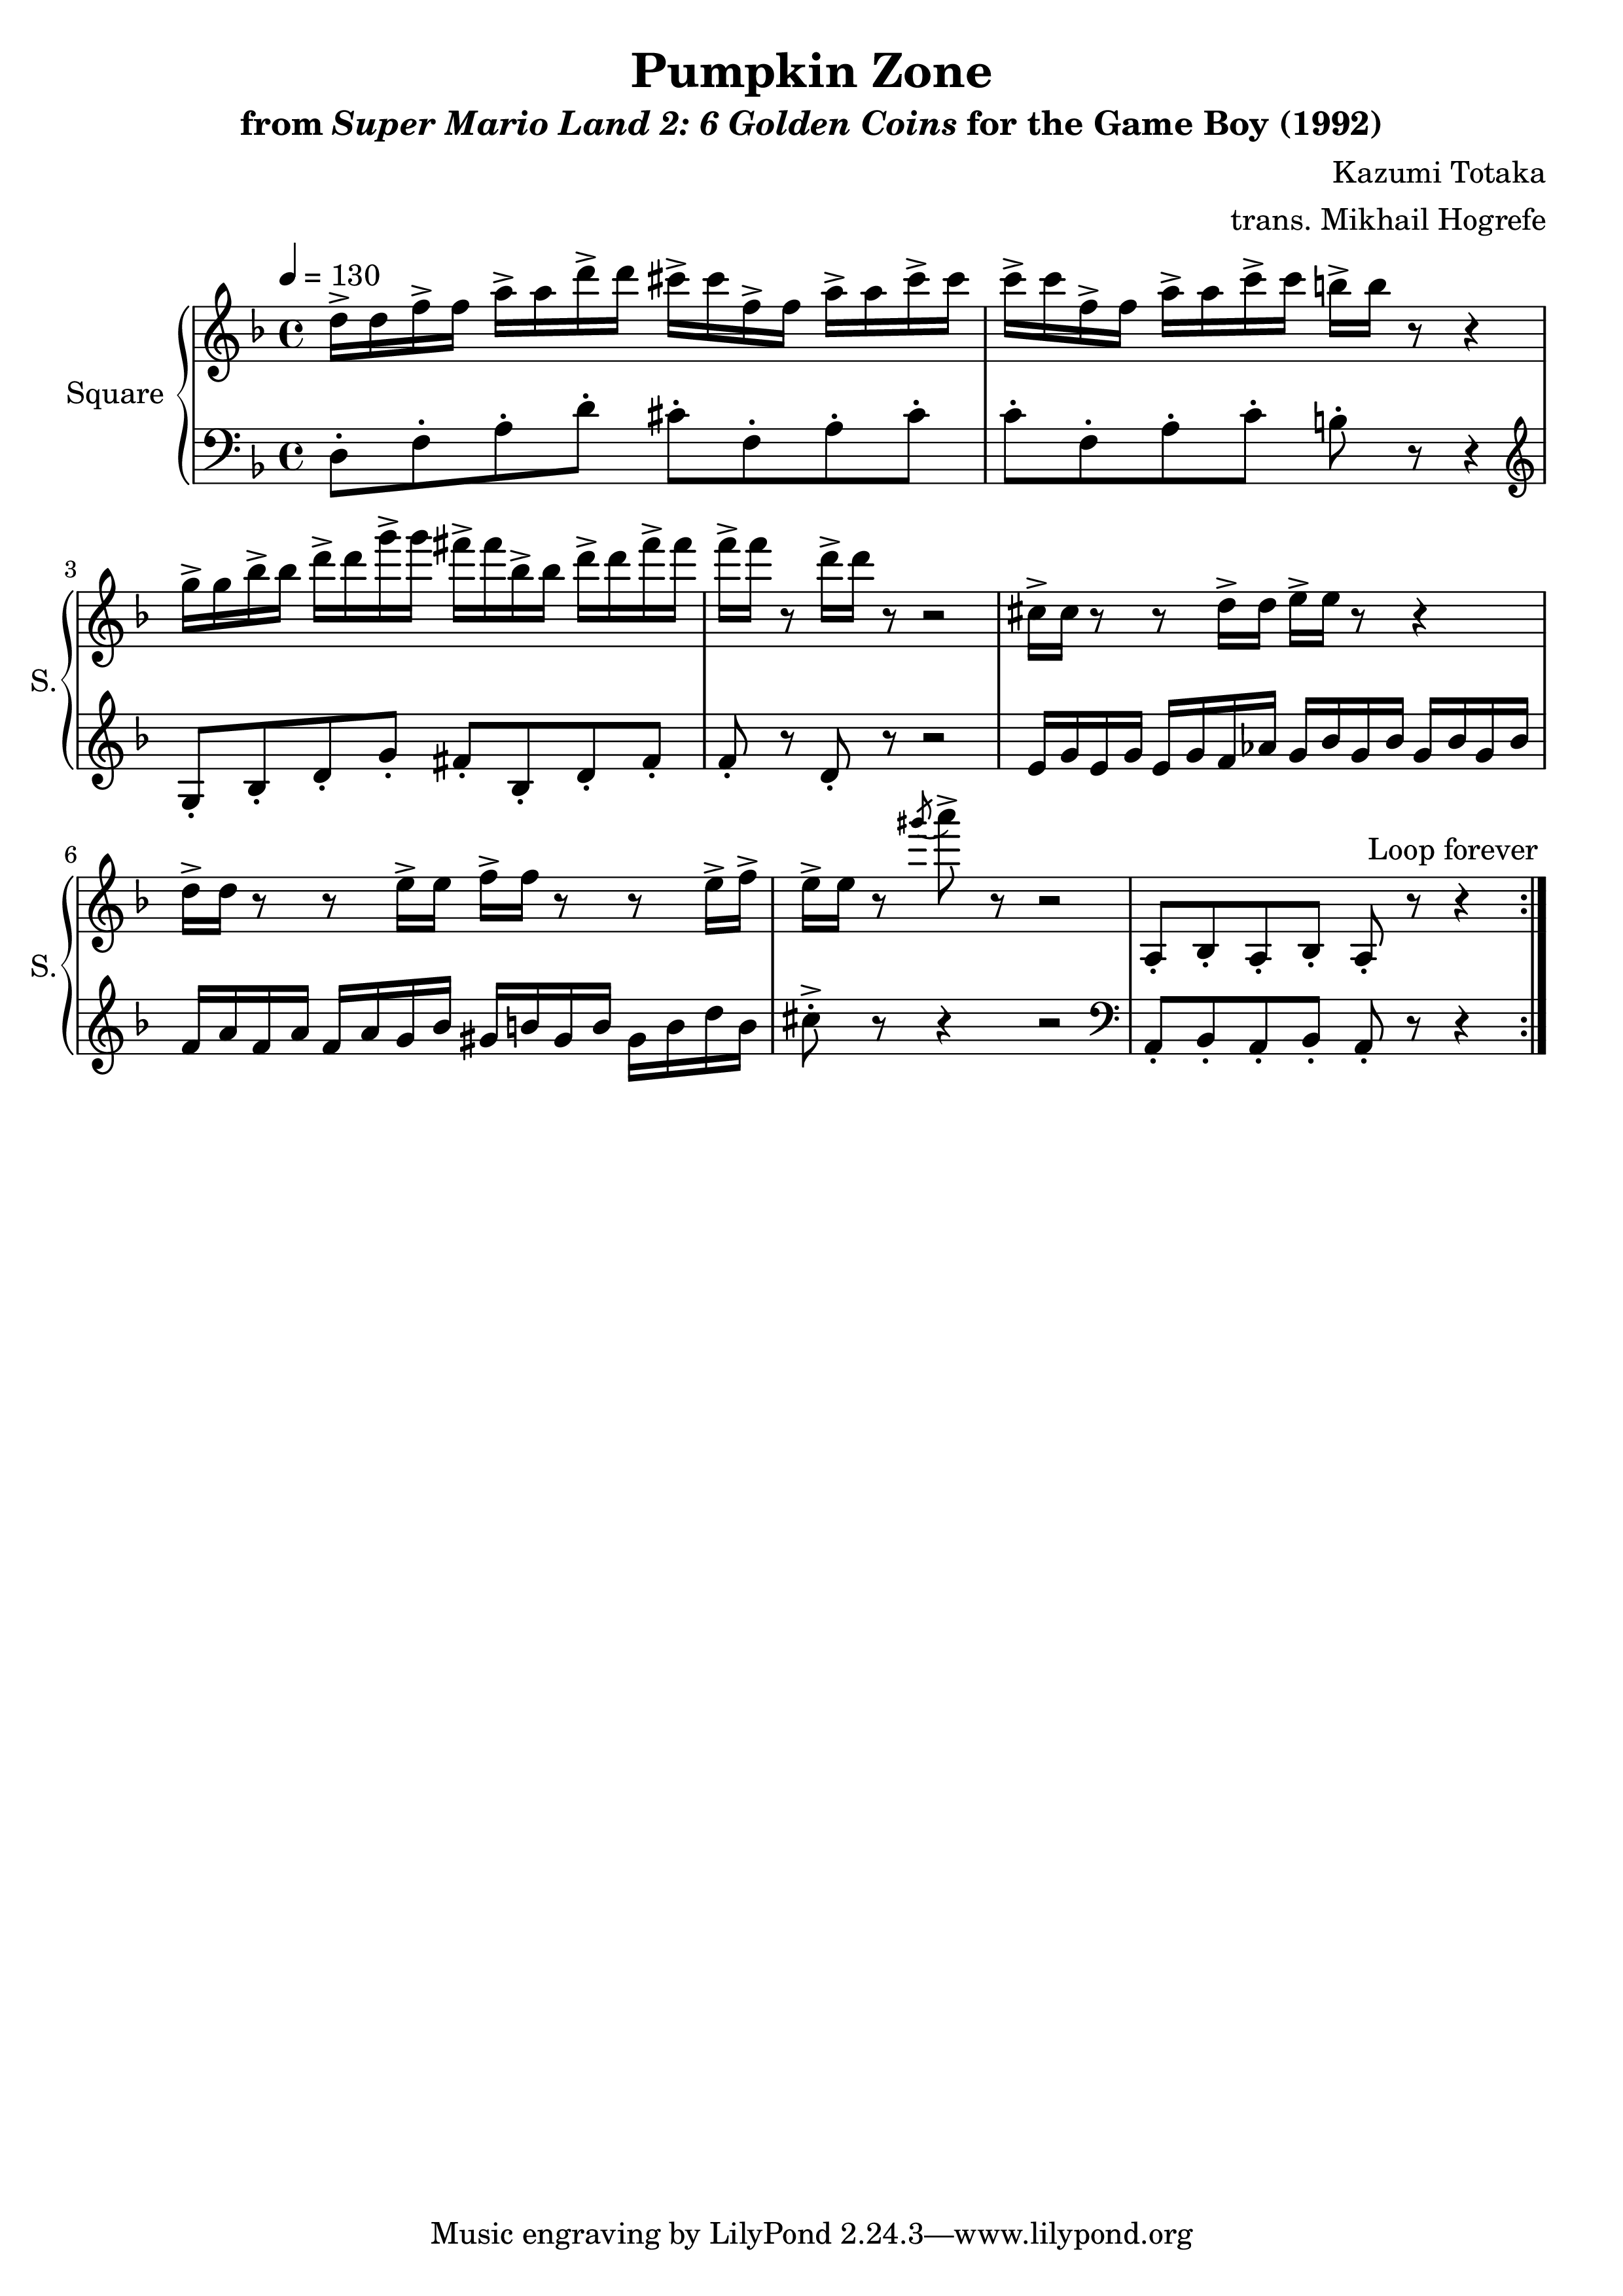 Pumpkin Zone
from Super Mario Land 2: 6 Golden Coins for the Game Boy (1992)
Kazumi Totaka
trans. Mikhail Hogrefe
= 130
Square
3
S.
6
Loop forever
S.
Music engraving by LilyPond 2.24.3—www.lilypond.org